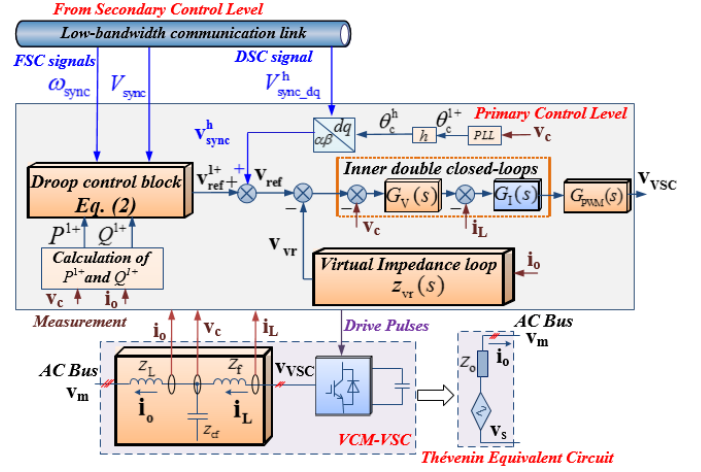 From Secondary Control Level
Low-bandwidth communication link
FSC signals
DSC signal
ω_sync
V_sync
V^h_sync_dq
Primary Control Level
v^h_sync
dq
αβ
θ_c^h
h
θ_c^1+
PLL
v_c
Droop control block
Eq. (2)
v_ref^1+
+
+
v_ref
Inner double closed-loops
G_V(s)
G_I(s)
G_PWM(s)
v_VSC
−
−
−
v_c
i_L
P^1+
Q^1+
v_vr
Calculation of
P^1+ and Q^1+
Virtual Impedance loop
z_vr(s)
i_o
v_c
i_o
Measurement
i_o
v_c
i_L
Drive Pulses
AC Bus
v_m
z_L
z_f
v_VSC
i_o
i_L
z_cf
VCM-VSC
AC Bus
v_m
z_o
i_o
v_s
Thévenin Equivalent Circuit